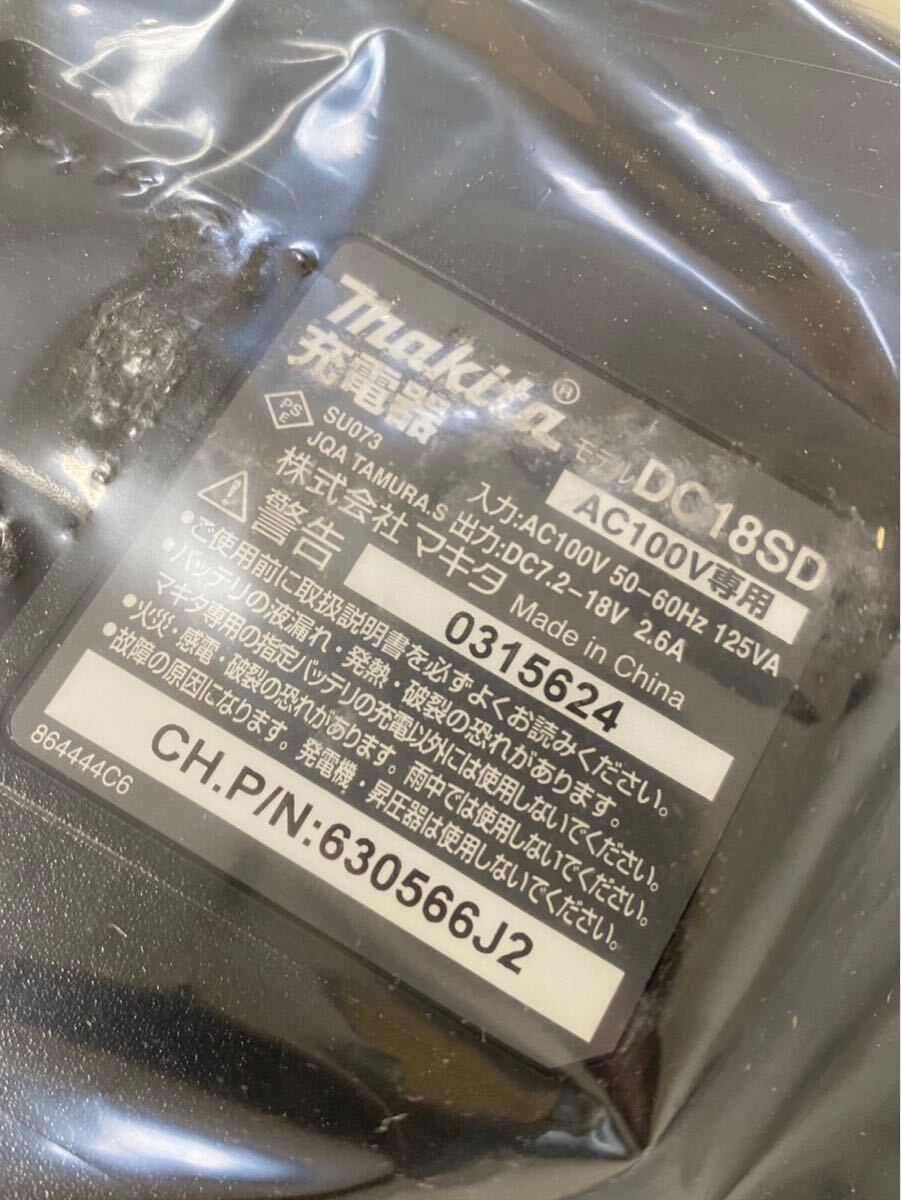 makita®
充電器
モデルDC18SD
AC100V専用
PSE
SU073
JQA TAMURA.S
入力:AC100V 50-60Hz 125VA
出力:DC7.2-18V 2.6A
株式会社マキタ Made in China
警告
0315624
●ご使用前に取扱説明書を必ずよくお読みください。
●バッテリの液漏れ・発熱・破裂の恐れがあります。
マキタ専用の指定バッテリの充電以外には使用しないでください。
●火災・感電・破裂の恐れがあります。雨中では使用しないでください。
●故障の原因になります。発電機・昇圧器は使用しないでください。
CH.P/N:630566J2
864444C6